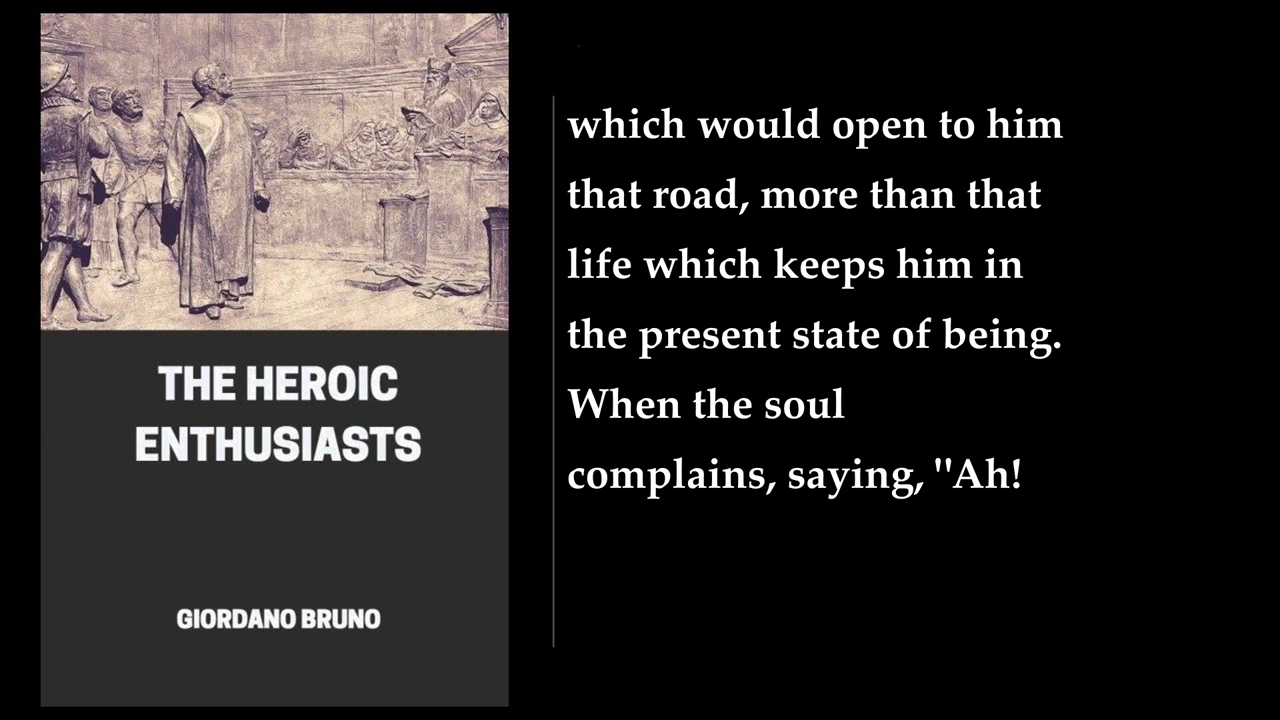 THE HEROIC
ENTHUSIASTS
GIORDANO BRUNO
which would open to him
that road, more than that
life which keeps him in
the present state of being.
When the soul
complains, saying, "Ah!